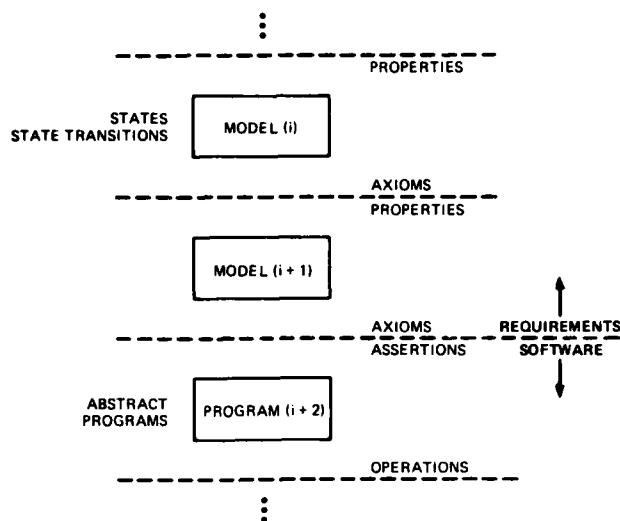 PROPERTIES
STATES
STATE TRANSITIONS
MODEL (i)
AXIOMS
PROPERTIES
MODEL (i + 1)
AXIOMS
REQUIREMENTS
ASSERTIONS
SOFTWARE
ABSTRACT
PROGRAMS
PROGRAM (i + 2)
OPERATIONS